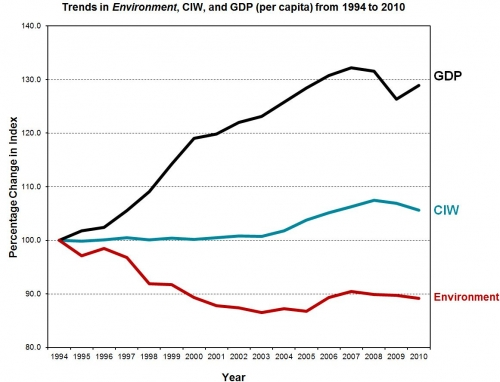 Trends in Environment, CIW, and GDP (per capita) from 1994 to 2010
140.0
130.0
120.0
110.0
100.0
90.0
80.0
Percentage Change in Index
GDP
CIW
Environment
1994 1995 1996 1997 1998 1999 2000 2001 2002 2003 2004 2005 2006 2007 2008 2009 2010
Year